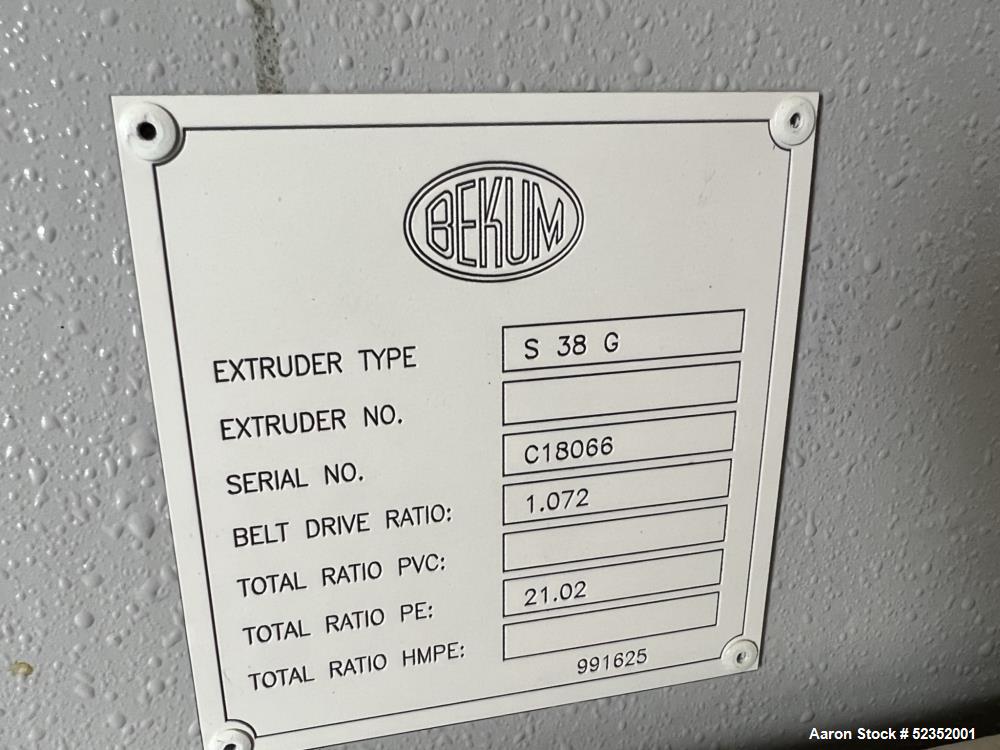 BEKUM
EXTRUDER TYPE S 38 G
EXTRUDER NO.
SERIAL NO. C18066
BELT DRIVE RATIO: 1.072
TOTAL RATIO PVC:
TOTAL RATIO PE: 21.02
TOTAL RATIO HMPE:
991625
Aaron Stock # 52352001